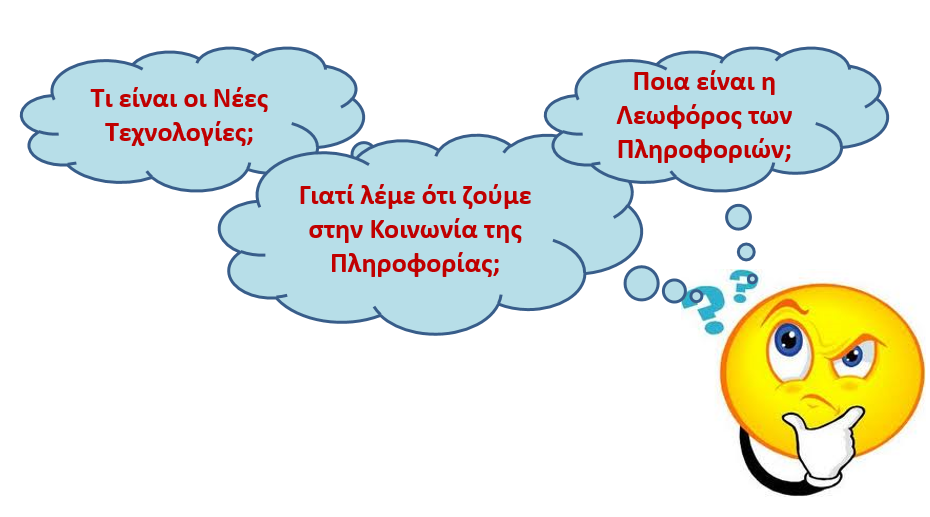 Τι είναι οι Νέες
Τεχνολογίες;
Γιατί λέμε ότι ζούμε
στην Κοινωνία της
Πληροφορίας;
Ποια είναι η
Λεωφόρος των
Πληροφοριών;
? ?